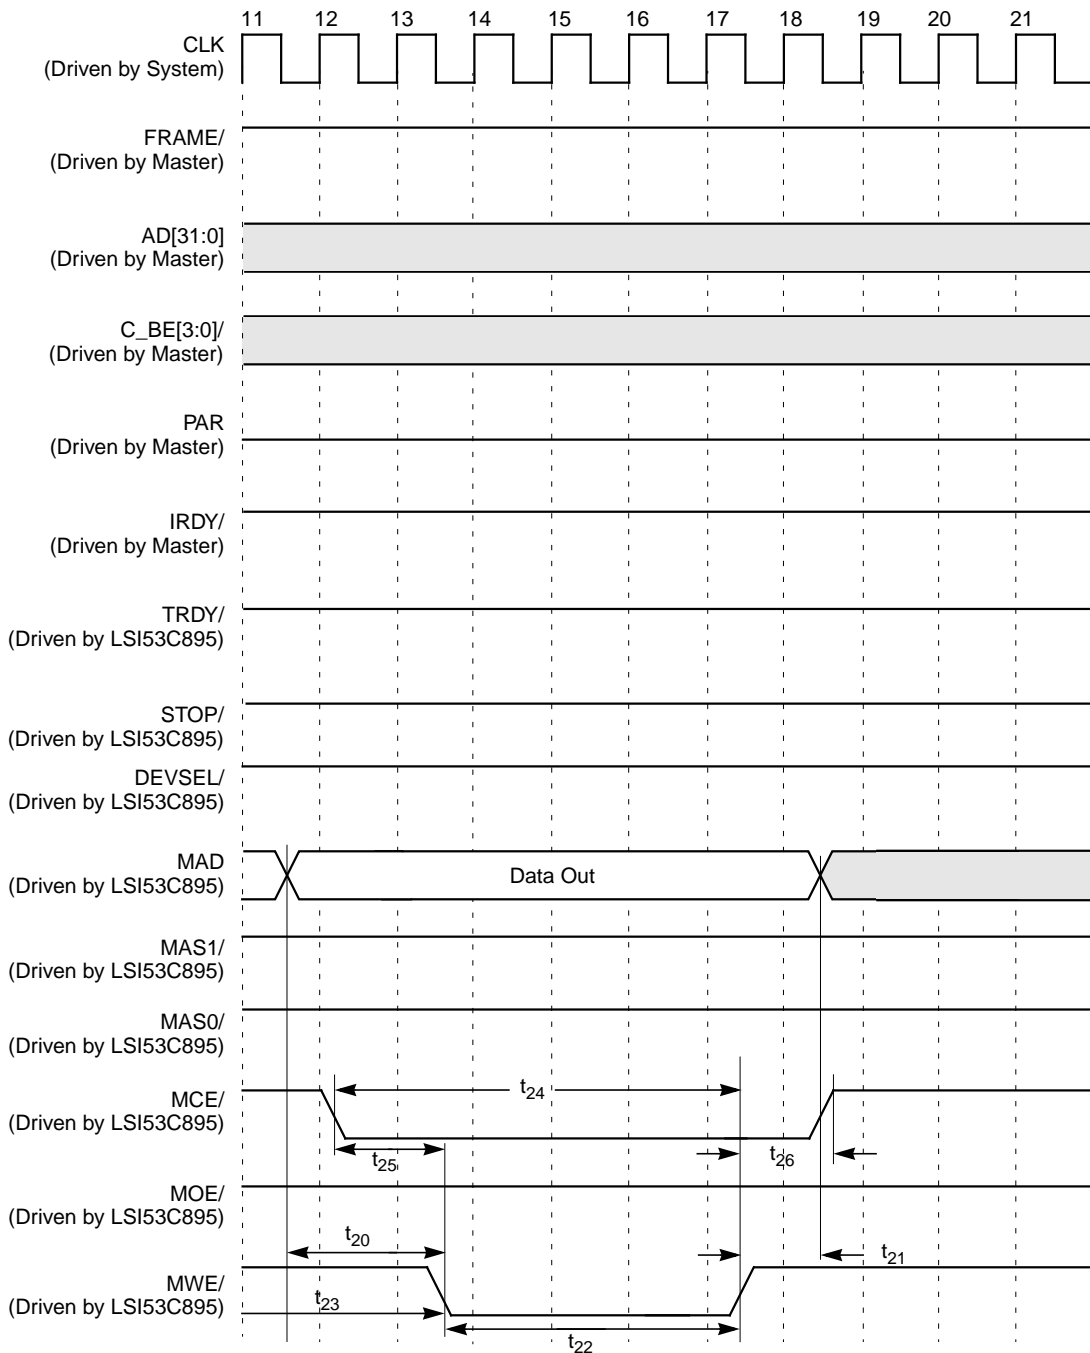 11 12 13 14 15 16 17 18 19 20 21
CLK
(Driven by System)
FRAME/
(Driven by Master)
AD[31:0]
(Driven by Master)
C_BE[3:0]/
(Driven by Master)
PAR
(Driven by Master)
IRDY/
(Driven by Master)
TRDY/
(Driven by LSI53C895)
STOP/
(Driven by LSI53C895)
DEVSEL/
(Driven by LSI53C895)
MAD
(Driven by LSI53C895)
Data Out
MAS1/
(Driven by LSI53C895)
MAS0/
(Driven by LSI53C895)
MCE/
(Driven by LSI53C895)
t24
t25
t26
MOE/
(Driven by LSI53C895)
t20
t21
MWE/
(Driven by LSI53C895)
t23
t22